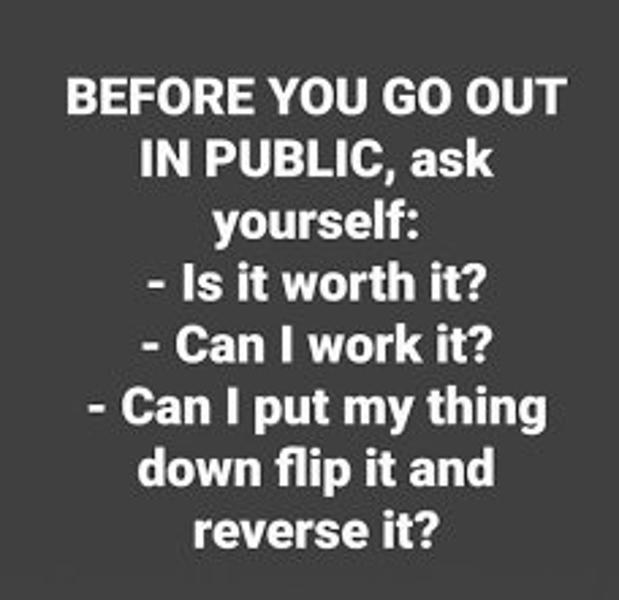 BEFORE YOU GO OUT
IN PUBLIC, ask
yourself:
- Is it worth it?
- Can I work it?
- Can I put my thing
down flip it and
reverse it?